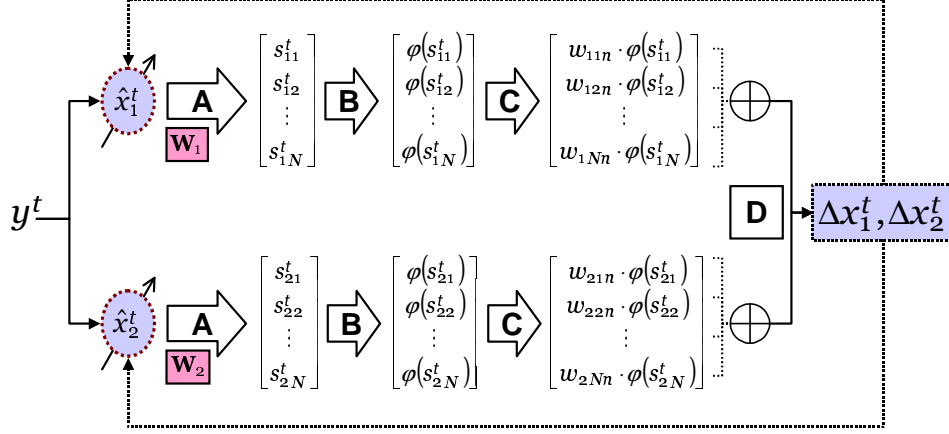 x̂₁ᵗ A W₁ [s₁₁ᵗ s₁₂ᵗ ⋮ s₁Nᵗ] B [φ(s₁₁ᵗ) φ(s₁₂ᵗ) ⋮ φ(s₁Nᵗ)] C [w₁₁ₙ · φ(s₁₁ᵗ) w₁₂ₙ · φ(s₁₂ᵗ) ⋮ w₁Nₙ · φ(s₁Nᵗ)]
yᵗ D Δx₁ᵗ, Δx₂ᵗ
x̂₂ᵗ A W₂ [s₂₁ᵗ s₂₂ᵗ ⋮ s₂Nᵗ] B [φ(s₂₁ᵗ) φ(s₂₂ᵗ) ⋮ φ(s₂Nᵗ)] C [w₂₁ₙ · φ(s₂₁ᵗ) w₂₂ₙ · φ(s₂₂ᵗ) ⋮ w₂Nₙ · φ(s₂Nᵗ)]